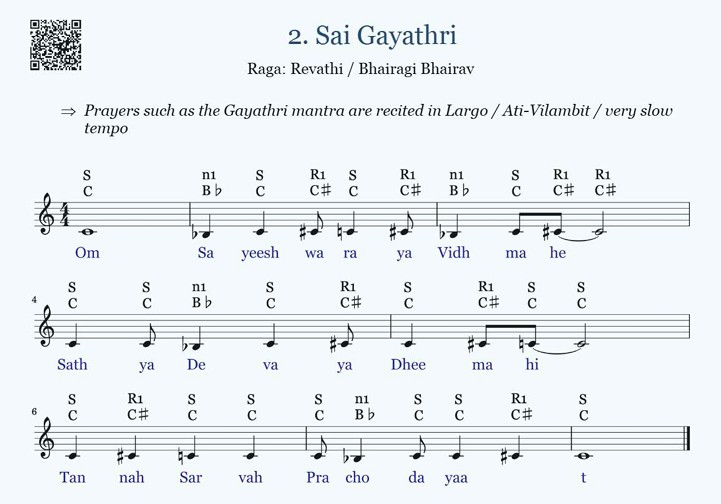 2. Sai Gayathri
Raga: Revathi / Bhairagi Bhairav
⇒ Prayers such as the Gayathri mantra are recited in Largo / Ati-Vilambit / very slow
tempo
S n1 S R1 S R1 n1 S R1 R1
C B♭ C C♯ C C♯ B♭ C C♯ C♯
4
4
Om Sa yeesh wa ra ya Vidh ma he
S S n1 S R1 S R1 S S
C C B♭ C C♯ C C♯ C C
4
Sath ya De va ya Dhee ma hi
S R1 S S S n1 S S R1 S
C C♯ C C C B♭ C C C♯ C
6
Tan nah Sar vah Pra cho da yaa t